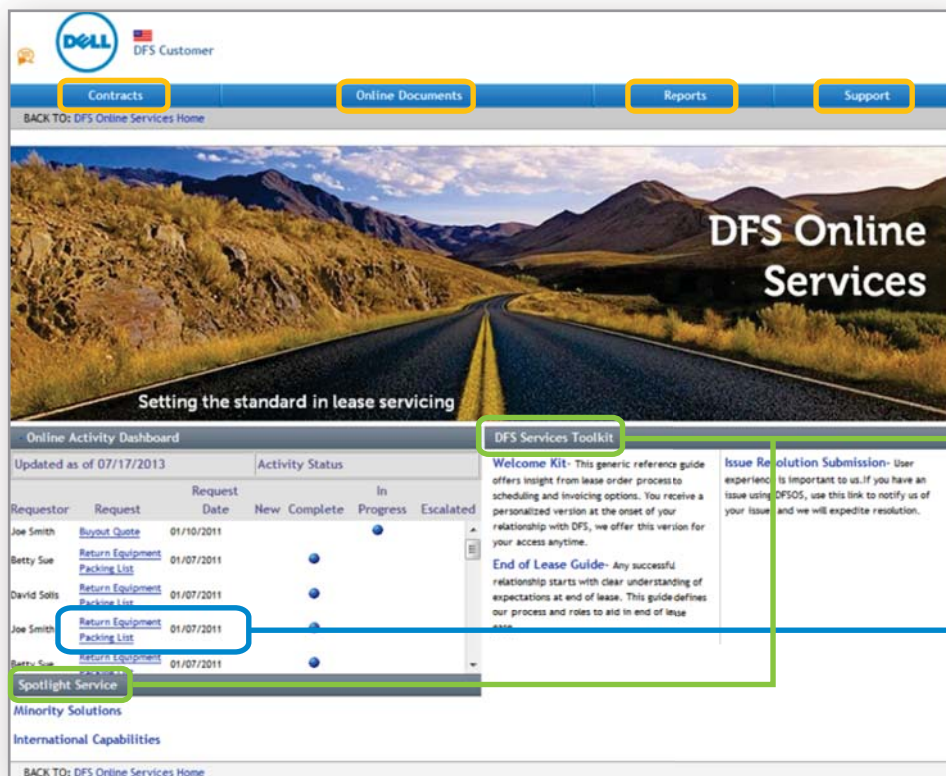 DELL
DFS Customer
Contracts Online Documents Reports Support
BACK TO: DFS Online Services Home
DFS Online
Services
Setting the standard in lease servicing
Online Activity Dashboard
Updated as of 07/17/2013 Activity Status
Requestor Request Request Date New Complete In Progress Escalated
Joe Smith Buyout Quote 01/10/2011
Betty Sue Return Equipment Packing List 01/07/2011
David Solis Return Equipment Packing List 01/07/2011
Joe Smith Return Equipment Packing List 01/07/2011
Betty Sue Return Equipment 01/07/2011
Spotlight Service
Minority Solutions
International Capabilities
DFS Services Toolkit
Welcome Kit- This generic reference guide
offers insight from lease order process to
scheduling and invoicing options. You receive a
personalized version at the onset of your
relationship with DFS, we offer this version for
your access anytime.
End of Lease Guide- Any successful
relationship starts with clear understanding of
expectations at end of lease. This guide defines
our process and roles to aid in end of lease
Issue Resolution Submission- User
experience is important to us. If you have an
issue using DFSOS, use this link to notify us of
your issue and we will expedite resolution.
BACK TO: DFS Online Services Home